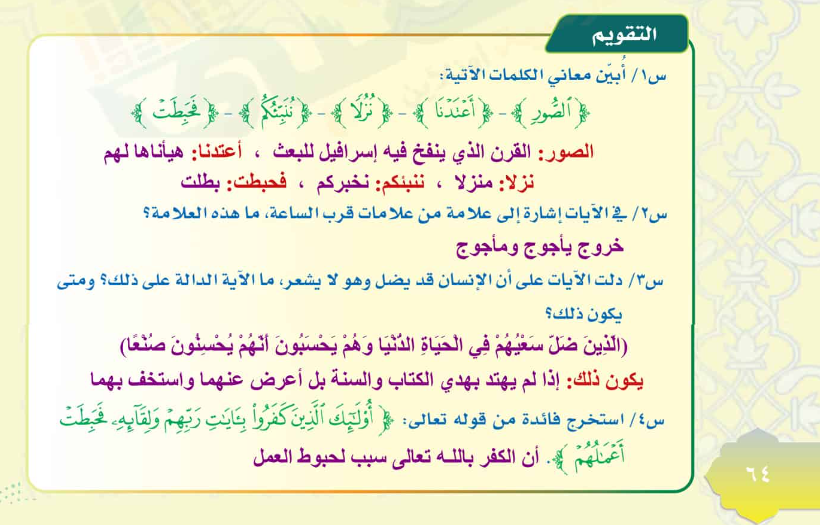 التقويم
س١/ أُبيّن معاني الكلمات الآتية:
﴿ ٱلصُّورِ ﴾ - ﴿ أَعۡتَدۡنَا ﴾ - ﴿ نُزُلٗا ﴾ - ﴿ نُنَبِّئُكُم ﴾ - ﴿ فَحَبِطَتۡ ﴾
الصور: القرن الذي ينفخ فيه إسرافيل للبعث ، أعتدنا: هيأناها لهم
نزلا: منزلا ، ننبئكم: نخبركم ، فحبطت: بطلت
س٢/ في الآيات إشارة إلى علامة من علامات قرب الساعة، ما هذه العلامة؟
خروج يأجوج ومأجوج
س٣/ دلت الآيات على أن الإنسان قد يضل وهو لا يشعر، ما الآية الدالة على ذلك؟ ومتى
يكون ذلك؟
(الَّذِينَ ضَلَّ سَعْيُهُمْ فِي الْحَيَاةِ الدُّنْيَا وَهُمْ يَحْسَبُونَ أَنَّهُمْ يُحْسِنُونَ صُنْعًا)
يكون ذلك: إذا لم يهتد بهدي الكتاب والسنة بل أعرض عنهما واستخف بهما
س٤/ استخرج فائدة من قوله تعالى: ﴿ أُوْلَٰٓئِكَ ٱلَّذِينَ كَفَرُواْ بِـَٔايَٰتِ رَبِّهِمۡ وَلِقَآئِهِۦ فَحَبِطَتۡ
أَعۡمَٰلُهُمۡ ﴾. أن الكفر بالله تعالى سبب لحبوط العمل
٦٤